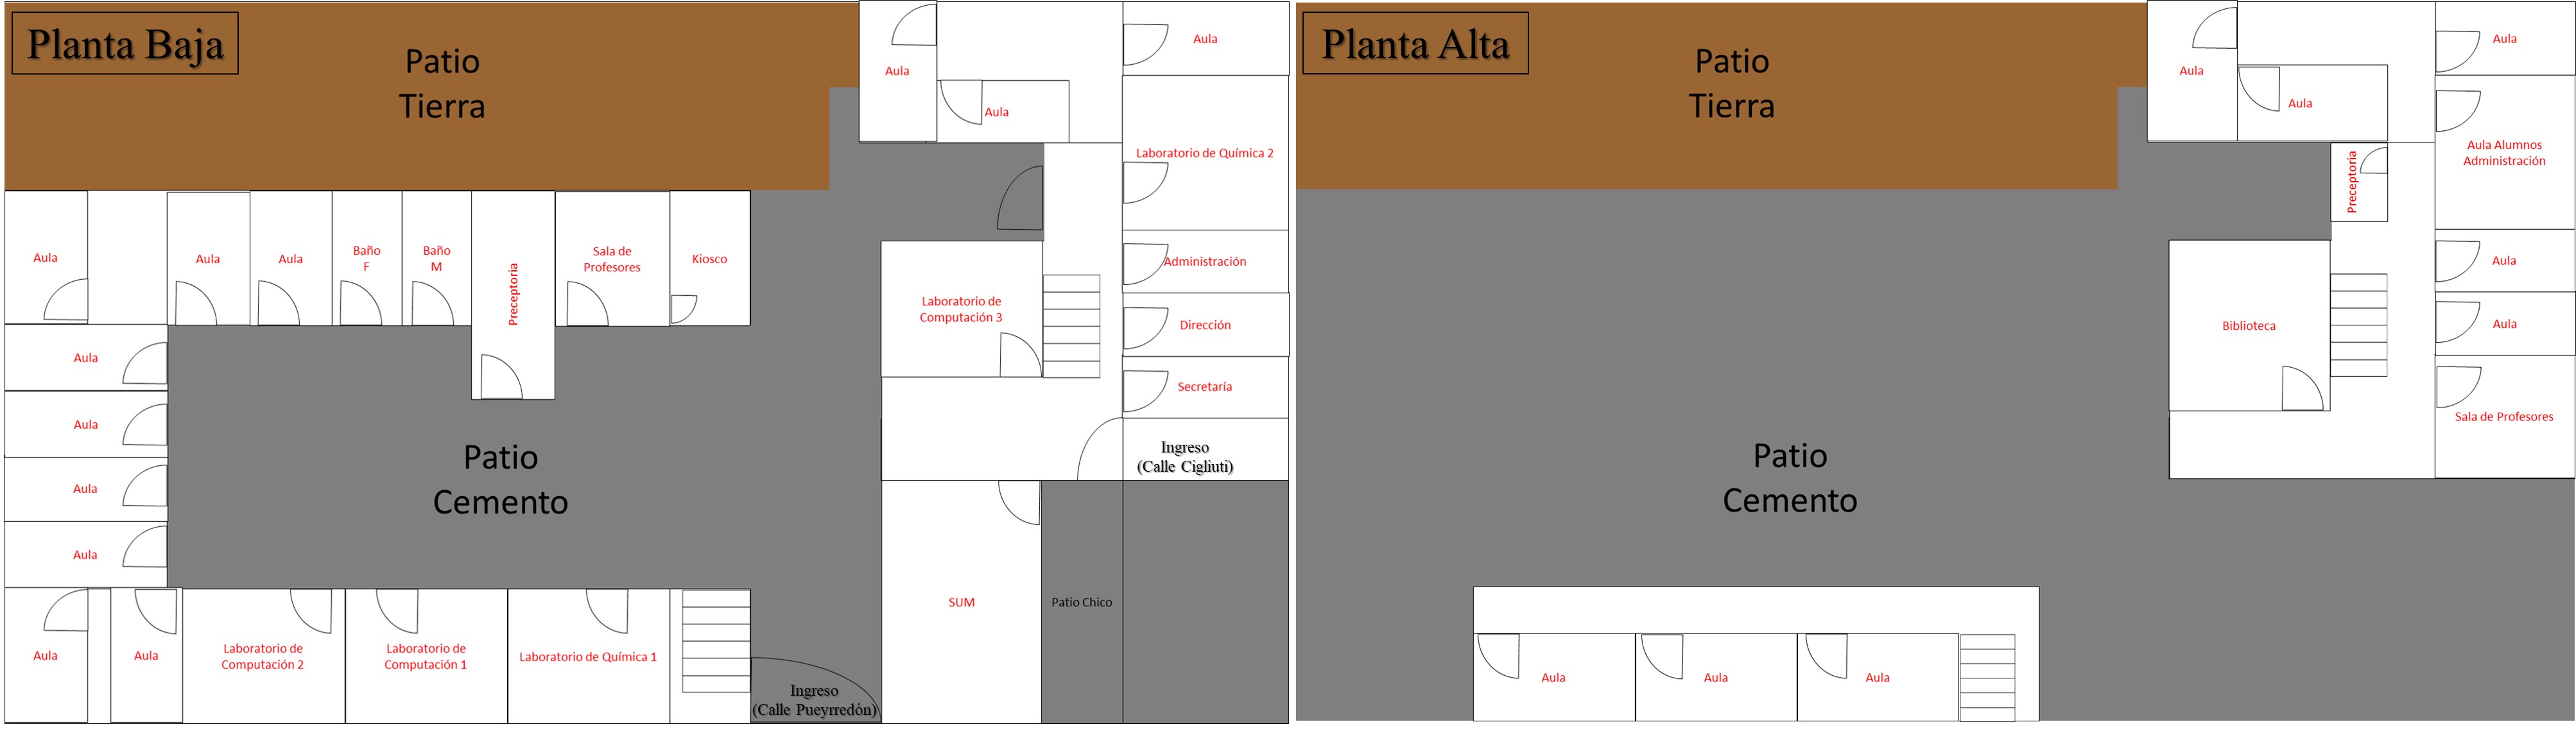 Planta Baja
Patio
Tierra
Aula
Aula
Aula
Laboratorio de Química 2
Aula
Aula
Aula
Baño
F
Baño
M
Preceptoría
Sala de
Profesores
Kiosco
Administración
Laboratorio de
Computación 3
Dirección
Aula
Secretaría
Aula
Ingreso
(Calle Cigliuti)
Patio
Cemento
Aula
Aula
SUM
Patio Chico
Aula
Aula
Laboratorio de
Computación 2
Laboratorio de
Computación 1
Laboratorio de Química 1
Ingreso
(Calle Pueyrredón)
Planta Alta
Patio
Tierra
Aula
Aula
Aula
Aula Alumnos
Administración
Preceptoría
Aula
Biblioteca
Aula
Sala de Profesores
Patio
Cemento
Aula
Aula
Aula